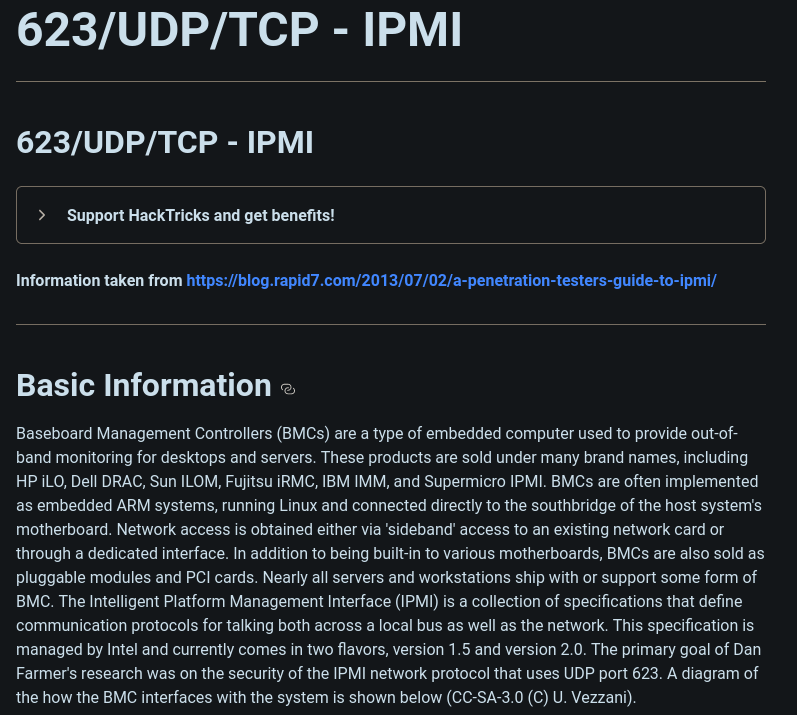 623/UDP/TCP - IPMI
623/UDP/TCP - IPMI
Support HackTricks and get benefits!
Information taken from https://blog.rapid7.com/2013/07/02/a-penetration-testers-guide-to-ipmi/
Basic Information
Baseboard Management Controllers (BMCs) are a type of embedded computer used to provide out-of-
band monitoring for desktops and servers. These products are sold under many brand names, including
HP iLO, Dell DRAC, Sun ILOM, Fujitsu iRMC, IBM IMM, and Supermicro IPMI. BMCs are often implemented
as embedded ARM systems, running Linux and connected directly to the southbridge of the host system's
motherboard. Network access is obtained either via 'sideband' access to an existing network card or
through a dedicated interface. In addition to being built-in to various motherboards, BMCs are also sold as
pluggable modules and PCI cards. Nearly all servers and workstations ship with or support some form of
BMC. The Intelligent Platform Management Interface (IPMI) is a collection of specifications that define
communication protocols for talking both across a local bus as well as the network. This specification is
managed by Intel and currently comes in two flavors, version 1.5 and version 2.0. The primary goal of Dan
Farmer's research was on the security of the IPMI network protocol that uses UDP port 623. A diagram of
the how the BMC interfaces with the system is shown below (CC-SA-3.0 (C) U. Vezzani).